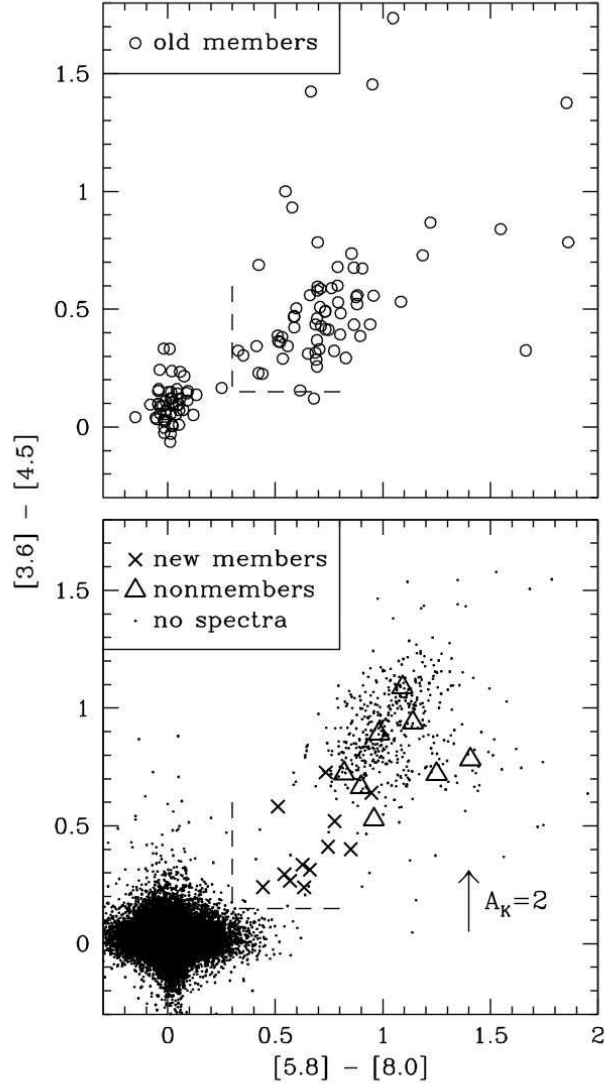 old members
1.5
1
0.5
0
[3.6] − [4.5]
new members
nonmembers
no spectra
1.5
1
0.5
0
A_K=2
0
0.5
1
1.5
2
[5.8] − [8.0]